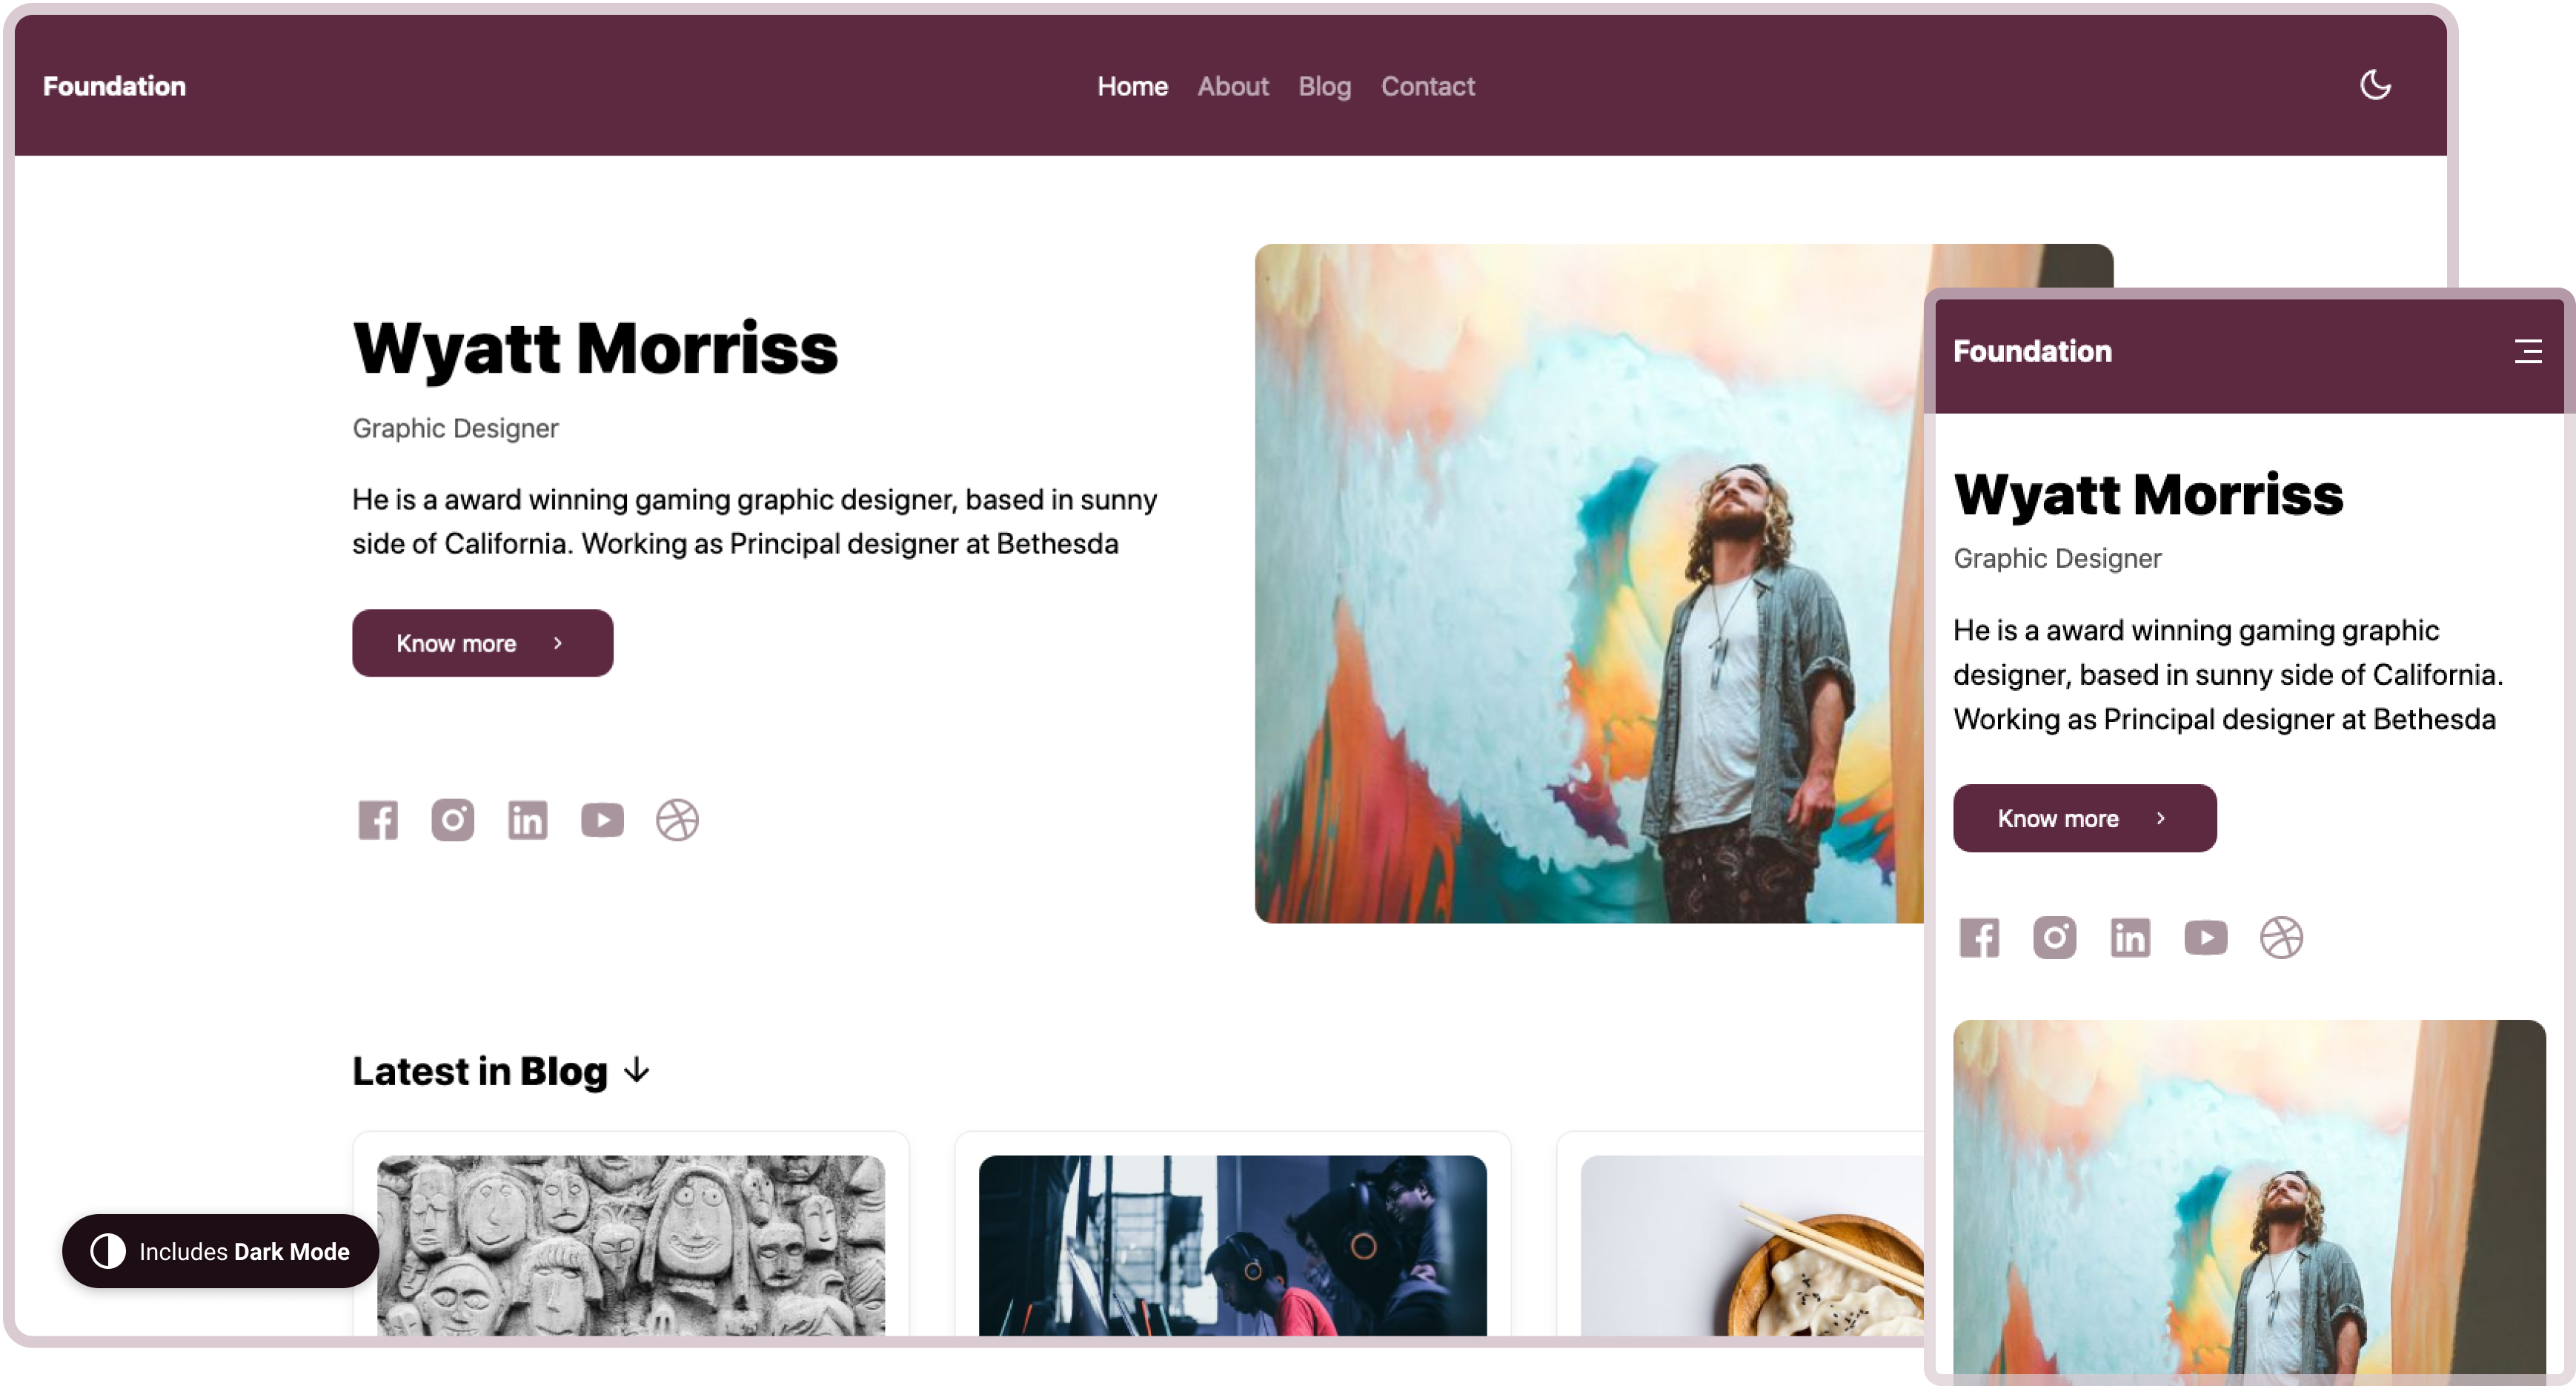 Foundation
Home About Blog Contact
Wyatt Morriss
Graphic Designer
He is a award winning gaming graphic designer, based in sunny
side of California. Working as Principal designer at Bethesda
Know more
Latest in Blog
Includes Dark Mode
Foundation
Wyatt Morriss
Graphic Designer
He is a award winning gaming graphic
designer, based in sunny side of California.
Working as Principal designer at Bethesda
Know more